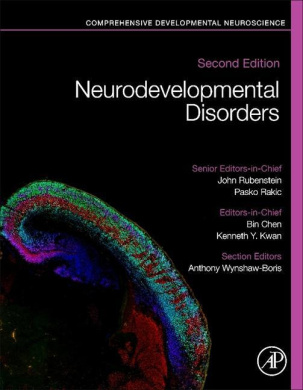 COMPREHENSIVE DEVELOPMENTAL NEUROSCIENCE
Second Edition
Neurodevelopmental
Disorders
Senior Editors-in-Chief
John Rubenstein
Pasko Rakic
Editors-in-Chief
Bin Chen
Kenneth Y. Kwan
Section Editors
Anthony Wynshaw-Boris
AP